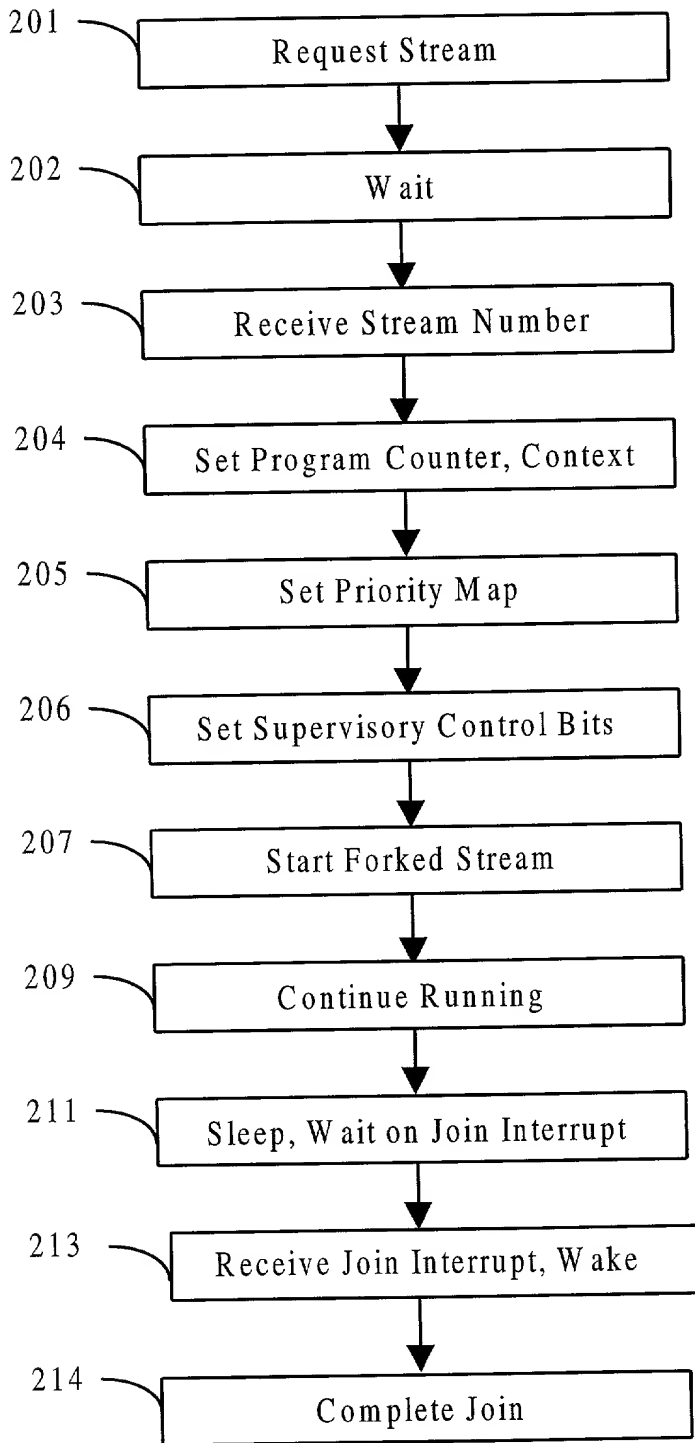 201 Request Stream
202 Wait
203 Receive Stream Number
204 Set Program Counter, Context
205 Set Priority Map
206 Set Supervisory Control Bits
207 Start Forked Stream
209 Continue Running
211 Sleep, Wait on Join Interrupt
213 Receive Join Interrupt, Wake
214 Complete Join